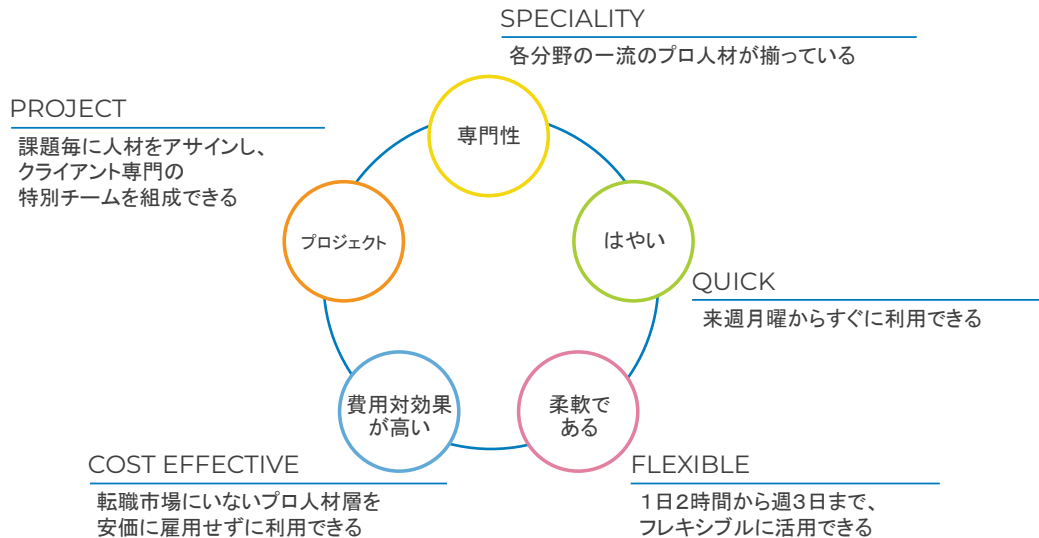 SPECIALITY
各分野の一流のプロ人材が揃っている
専門性
PROJECT
課題毎に人材をアサインし、
クライアント専門の
特別チームを組成できる
プロジェクト
はやい
QUICK
来週月曜からすぐに利用できる
費用対効果
が高い
柔軟で
ある
COST EFFECTIVE
転職市場にいないプロ人材層を
安価に雇用せずに利用できる
FLEXIBLE
1日2時間から週3日まで、
フレキシブルに活用できる